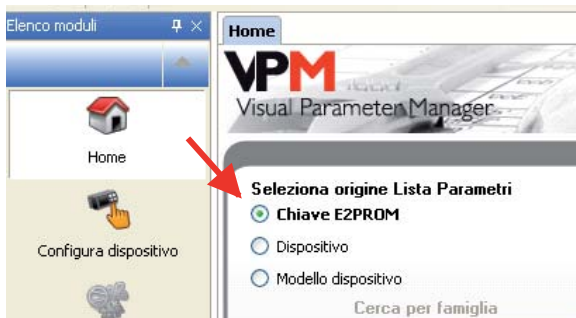 Elenco moduli
Home
Configura dispositivo
Home
VPM
Visual Parameter Manager
Seleziona origine Lista Parametri
Chiave E2PROM
Dispositivo
Modello dispositivo
Cerca per famiglia